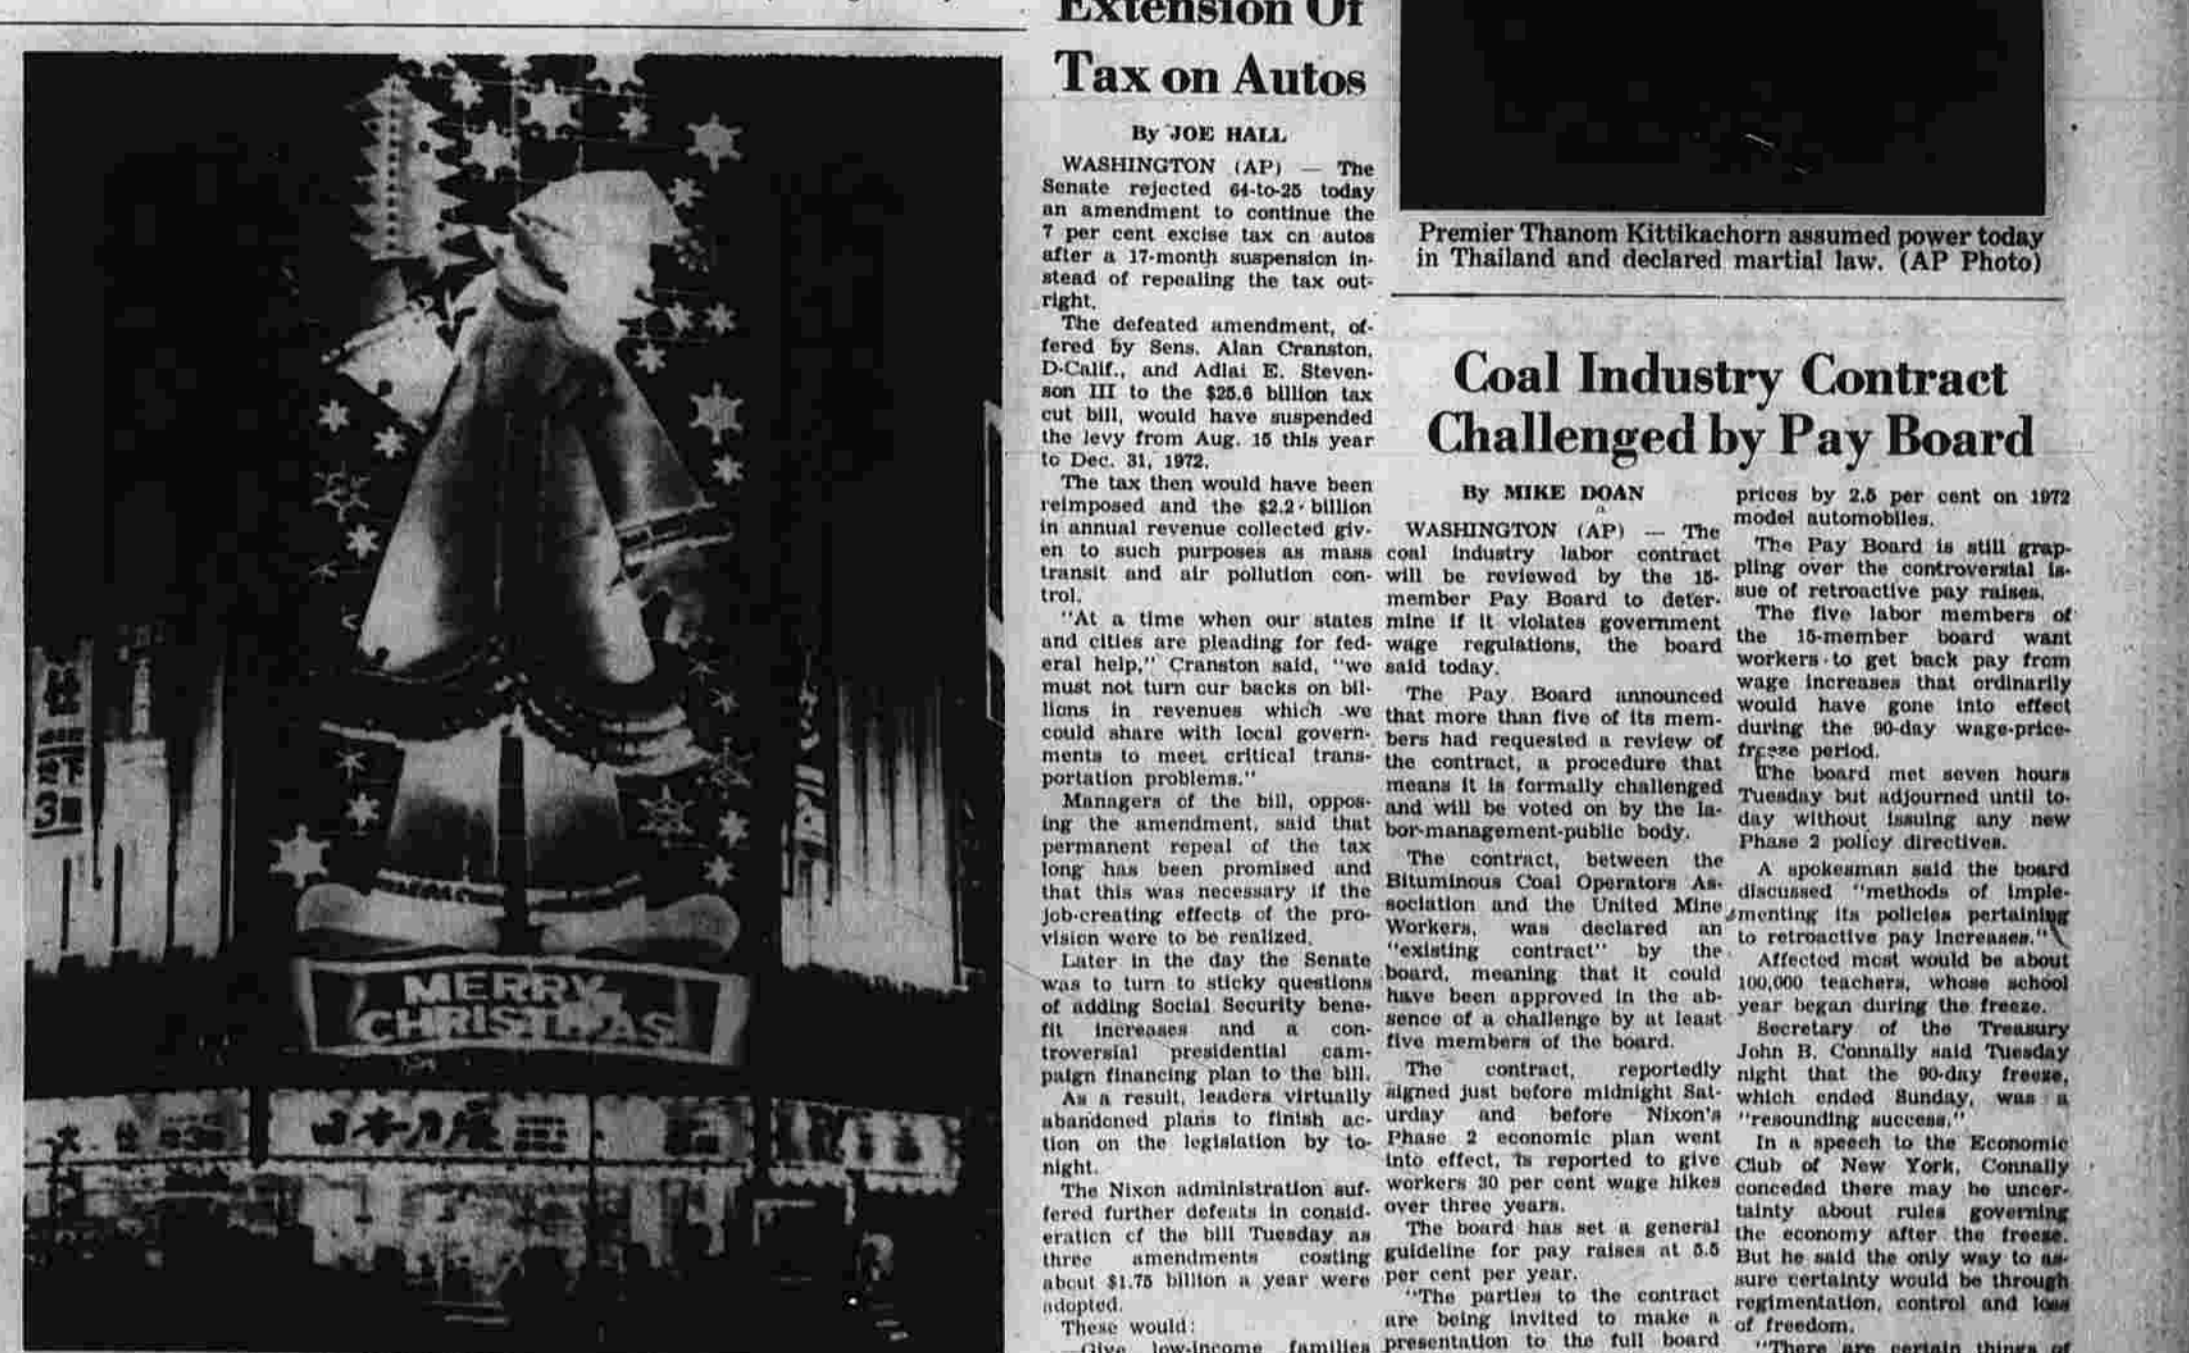 Extension Of
Tax on Autos
By JOE HALL
WASHINGTON (AP) — The
Senate rejected 64-to-25 today
an amendment to continue the
7 per cent excise tax cn autos
after a 17-month suspension in-
stead of repealing the tax out-
right.
The defeated amendment, of-
fered by Sens. Alan Cranston,
D-Calif., and Adlai E. Steven-
son III to the $25.6 billion tax
cut bill, would have suspended
the levy from Aug. 15 this year
to Dec. 31, 1972.
The tax then would have been
reimposed and the $2.2 billion
in annual revenue collected giv-
en to such purposes as mass
transit and air pollution con-
trol.
"At a time when our states
and cities are pleading for fed-
eral help," Cranston said, "we
must not turn our backs on bil-
lions in revenues which we
could share with local govern-
ments to meet critical trans-
portation problems."
Managers of the bill, oppos-
ing the amendment, said that
permanent repeal of the tax
long has been promised and
that this was necessary if the
job-creating effects of the pro-
vision were to be realized.
Later in the day the Senate
was to turn to sticky questions
of adding Social Security bene-
fit increases and a con-
troversial presidential cam-
paign financing plan to the bill.
As a result, leaders virtually
abandoned plans to finish ac-
tion on the legislation by to-
night.
The Nixon administration suf-
fered further defeats in consid-
eration cf the bill Tuesday as
three amendments costing
about $1.75 billion a year were
adopted.
These would:
—Give low-income families
Premier Thanom Kittikachorn assumed power today
in Thailand and declared martial law. (AP Photo)
Coal Industry Contract
Challenged by Pay Board
By MIKE DOAN
WASHINGTON (AP) — The
coal industry labor contract
will be reviewed by the 15-
member Pay Board to deter-
mine if it violates government
wage regulations, the board
said today.
The Pay Board announced
that more than five of its mem-
bers had requested a review of
the contract, a procedure that
means it is formally challenged
and will be voted on by the la-
bor-management-public body.
The contract, between the
Bituminous Coal Operators As-
sociation and the United Mine
Workers, was declared an
"existing contract" by the
board, meaning that it could
have been approved in the ab-
sence of a challenge by at least
five members of the board.
The contract, reportedly
signed just before midnight Sat-
urday and before Nixon's
Phase 2 economic plan went
into effect, is reported to give
workers 30 per cent wage hikes
over three years.
The board has set a general
guideline for pay raises at 5.5
per cent per year.
"The parties to the contract
are being invited to make a
presentation to the full board
prices by 2.5 per cent on 1972
model automobiles.
The Pay Board is still grap-
pling over the controversial is-
sue of retroactive pay raises.
The five labor members of
the 15-member board want
workers to get back pay from
wage increases that ordinarily
would have gone into effect
during the 90-day wage-price-
freeze period.
The board met seven hours
Tuesday but adjourned until to-
day without issuing any new
Phase 2 policy directives.
A spokesman said the board
discussed "methods of imple-
menting its policies pertaining
to retroactive pay increases."
Affected most would be about
100,000 teachers, whose school
year began during the freeze.
Secretary of the Treasury
John B. Connally said Tuesday
night that the 90-day freeze,
which ended Sunday, was a
"resounding success."
In a speech to the Economic
Club of New York, Connally
conceded there may be uncer-
tainty about rules governing
the economy after the freeze.
But he said the only way to as-
sure certainty would be through
regimentation, control and loss
of freedom.
"There are certain things of
MERRY
CHRISTMAS